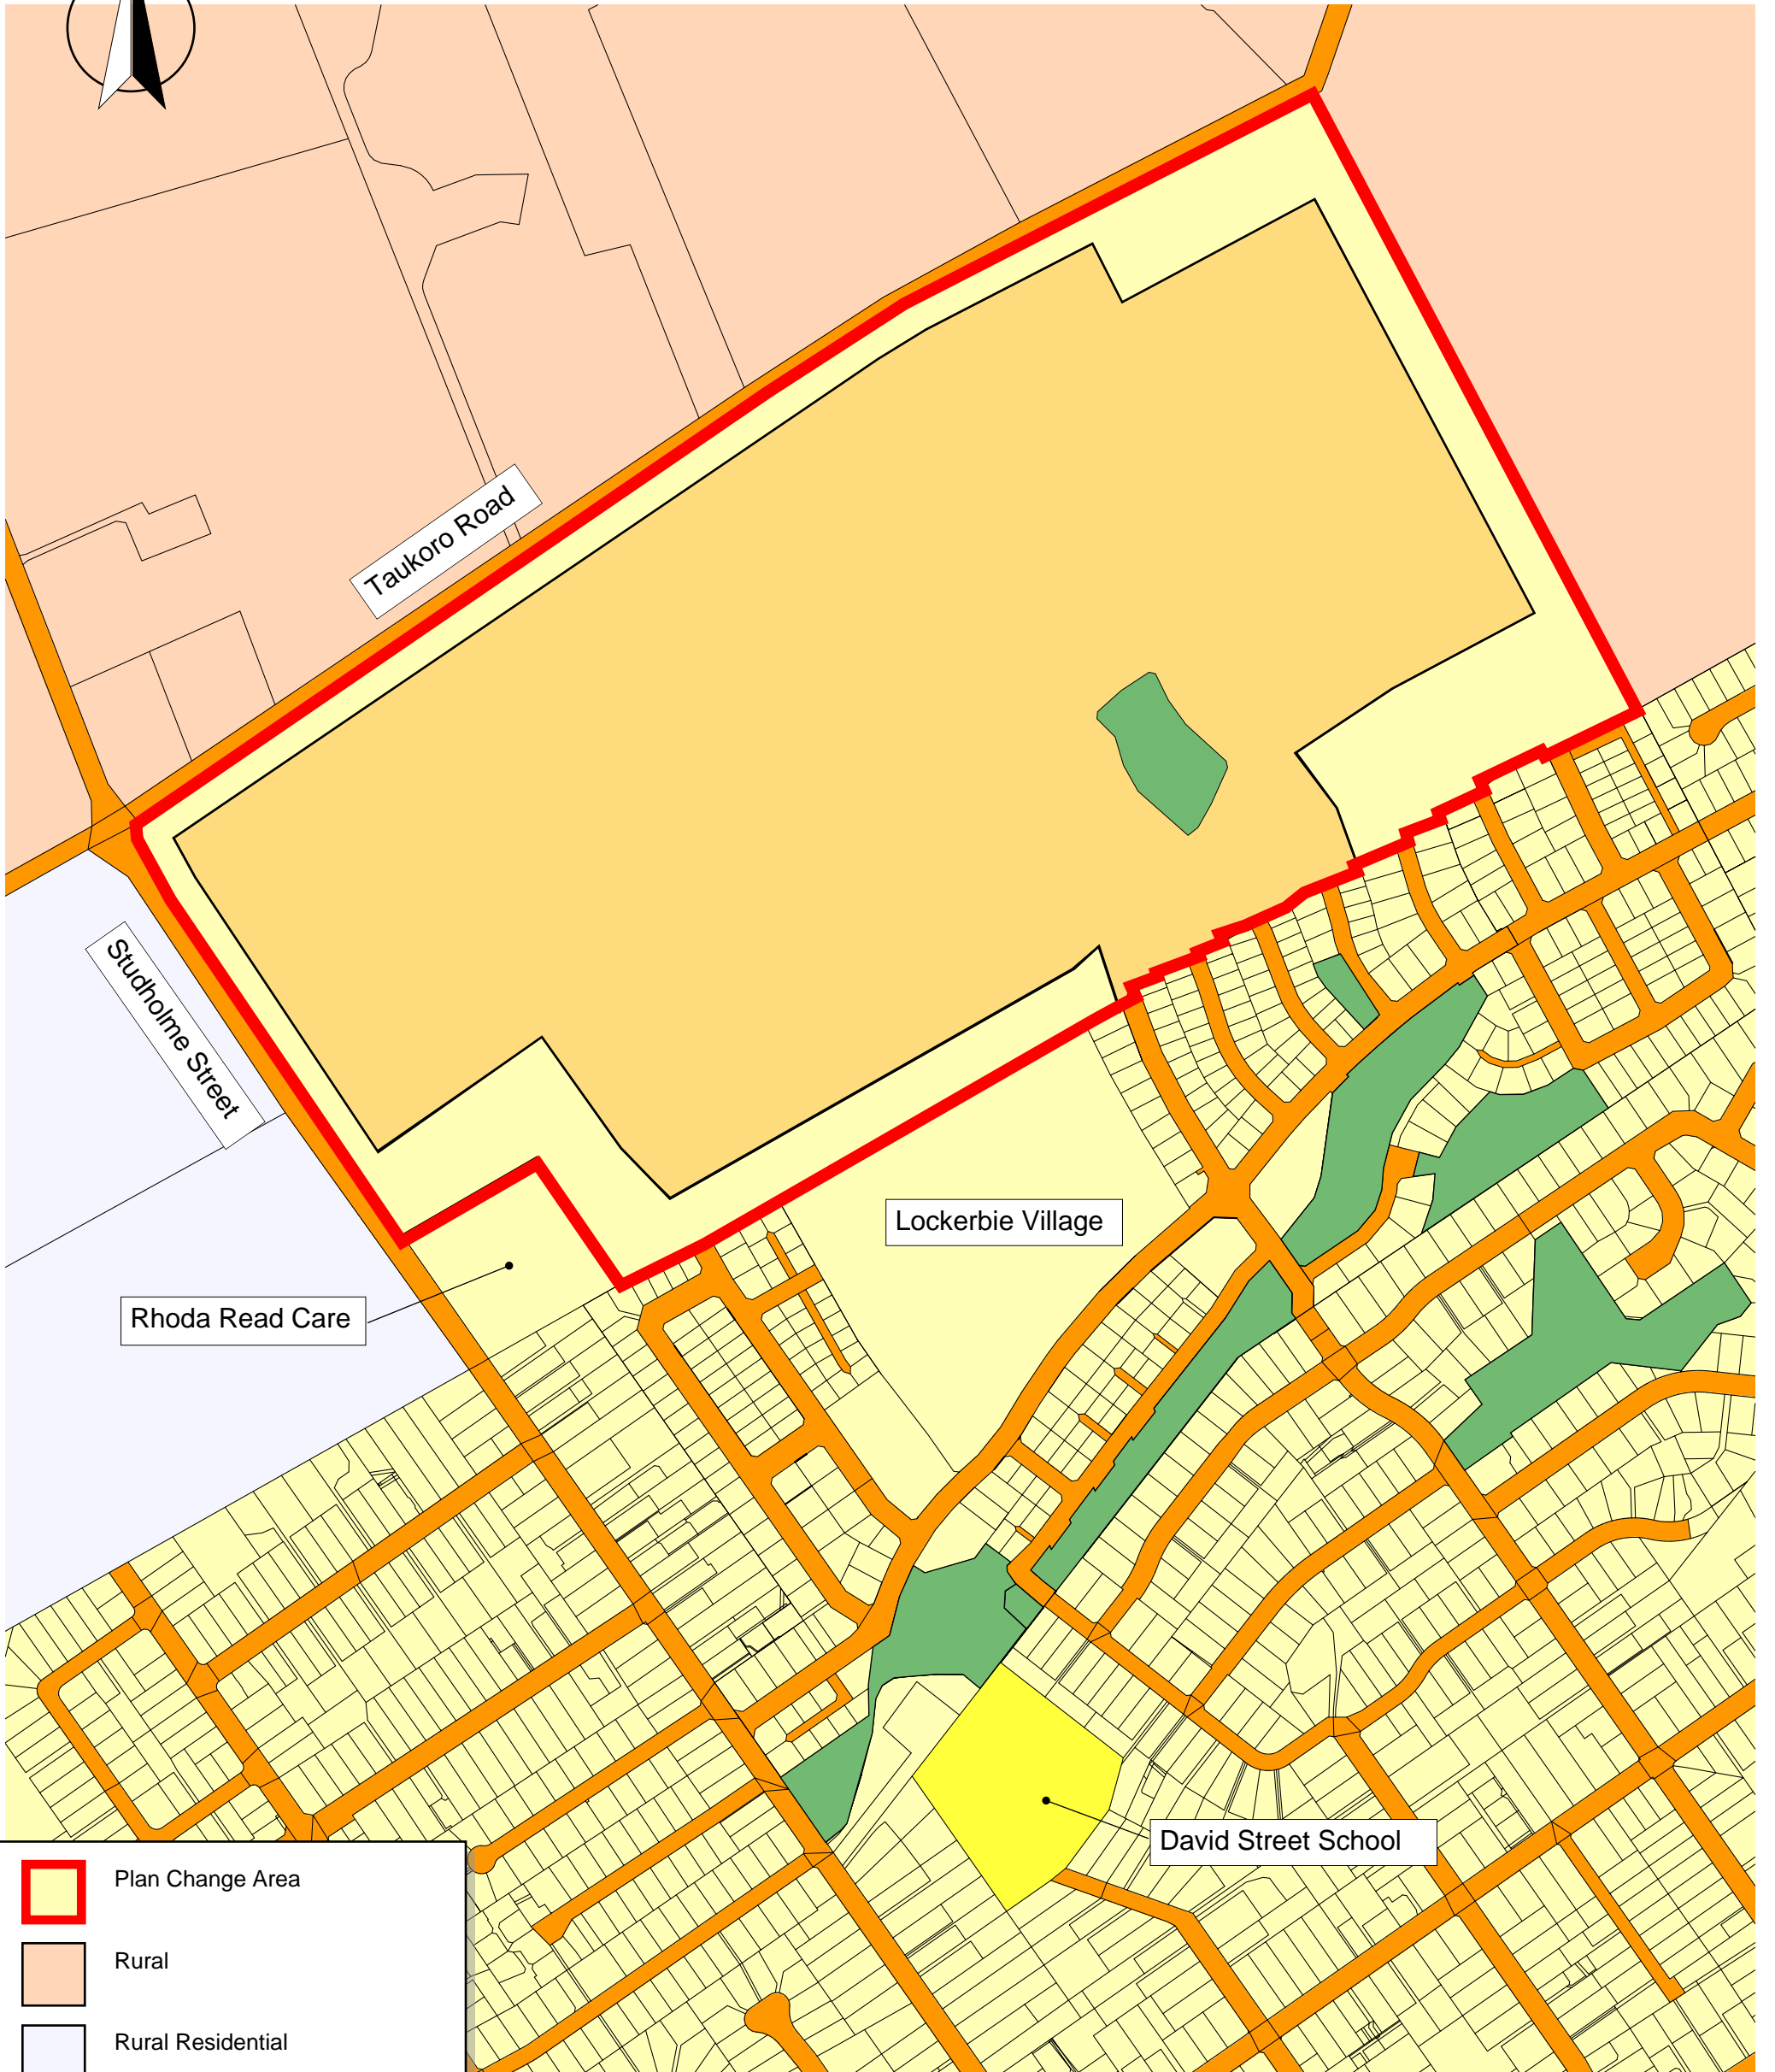 Taukoro Road
Studholme Street
Lockerbie Village
Rhoda Read Care
David Street School
Plan Change Area
Rural
Rural Residential